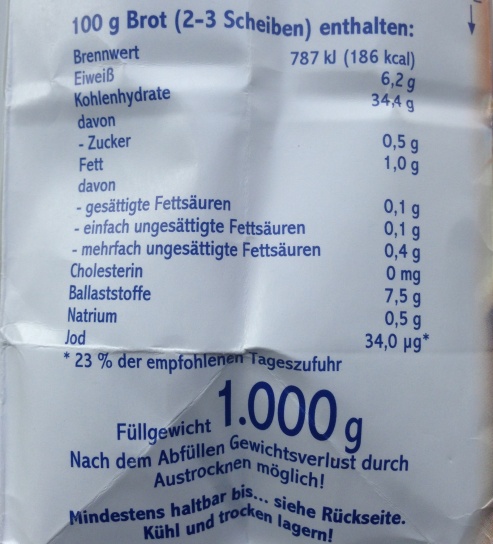 100 g Brot (2-3 Scheiben) enthalten:
Brennwert 787 kJ (186 kcal)
Eiweiß 6,2 g
Kohlenhydrate 34,4 g
davon
- Zucker 0,5 g
Fett 1,0 g
davon
- gesättigte Fettsäuren 0,1 g
- einfach ungesättigte Fettsäuren 0,1 g
- mehrfach ungesättigte Fettsäuren 0,4 g
Cholesterin 0 mg
Ballaststoffe 7,5 g
Natrium 0,5 g
Jod 34,0 µg*
* 23 % der empfohlenen Tageszufuhr
Füllgewicht 1.000 g
Nach dem Abfüllen Gewichtsverlust durch
Austrocknen möglich!
Mindestens haltbar bis... siehe Rückseite.
Kühl und trocken lagern!